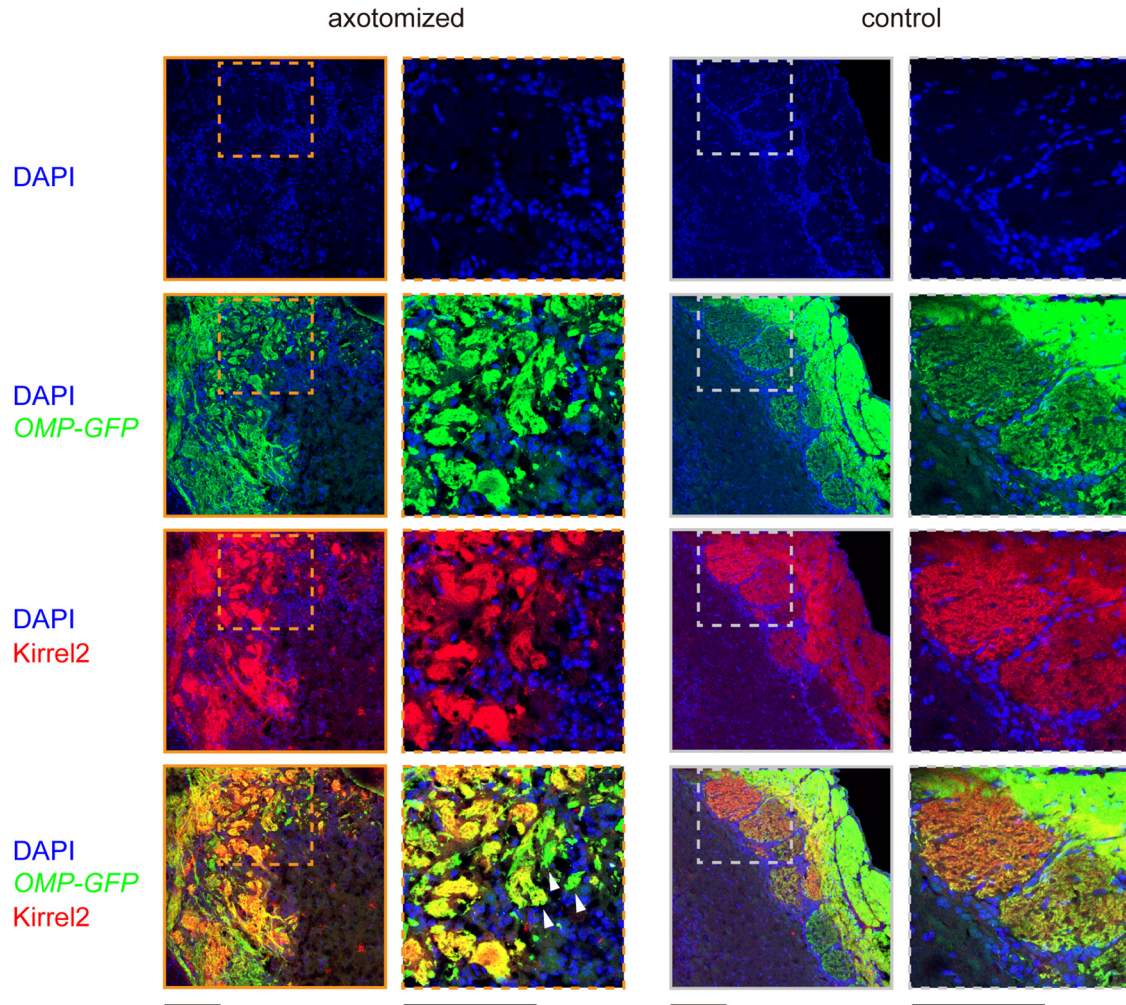 axotomized
control
DAPI
DAPI
OMP-GFP
DAPI
Kirrel2
DAPI
OMP-GFP
Kirrel2